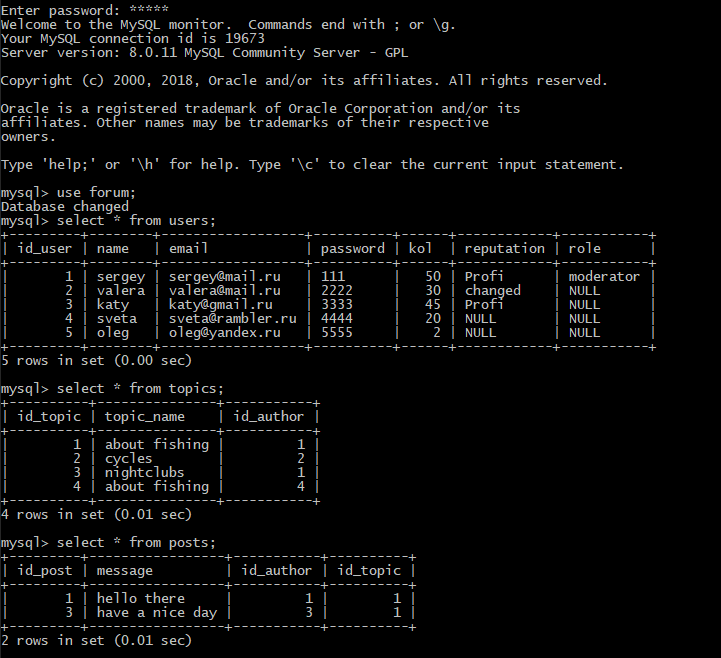 Enter password: *****
Welcome to the MySQL monitor.  Commands end with ; or \g.
Your MySQL connection id is 19673
Server version: 8.0.11 MySQL Community Server - GPL

Copyright (c) 2000, 2018, Oracle and/or its affiliates. All rights reserved.

Oracle is a registered trademark of Oracle Corporation and/or its
affiliates. Other names may be trademarks of their respective
owners.

Type 'help;' or '\h' for help. Type '\c' to clear the current input statement.

mysql> use forum;
Database changed
mysql> select * from users;
+---------+--------+------------------+----------+------+------------+-----------+
| id_user | name   | email            | password | kol  | reputation | role      |
+---------+--------+------------------+----------+------+------------+-----------+
|       1 | sergey | sergey@mail.ru   | 111      |   50 | Profi      | moderator |
|       2 | valera | valera@mail.ru   | 2222     |   30 | changed    | NULL      |
|       3 | katy   | katy@gmail.ru    | 3333     |   45 | Profi      | NULL      |
|       4 | sveta  | sveta@rambler.ru | 4444     |   20 | NULL       | NULL      |
|       5 | oleg   | oleg@yandex.ru   | 5555     |    2 | NULL       | NULL      |
+---------+--------+------------------+----------+------+------------+-----------+
5 rows in set (0.00 sec)

mysql> select * from topics;
+----------+---------------+-----------+
| id_topic | topic_name    | id_author |
+----------+---------------+-----------+
|        1 | about fishing |         1 |
|        2 | cycles        |         2 |
|        3 | nightclubs    |         1 |
|        4 | about fishing |         4 |
+----------+---------------+-----------+
4 rows in set (0.01 sec)

mysql> select * from posts;
+---------+-----------------+-----------+----------+
| id_post | message         | id_author | id_topic |
+---------+-----------------+-----------+----------+
|       1 | hello there     |         1 |        1 |
|       3 | have a nice day |         3 |        1 |
+---------+-----------------+-----------+----------+
2 rows in set (0.01 sec)